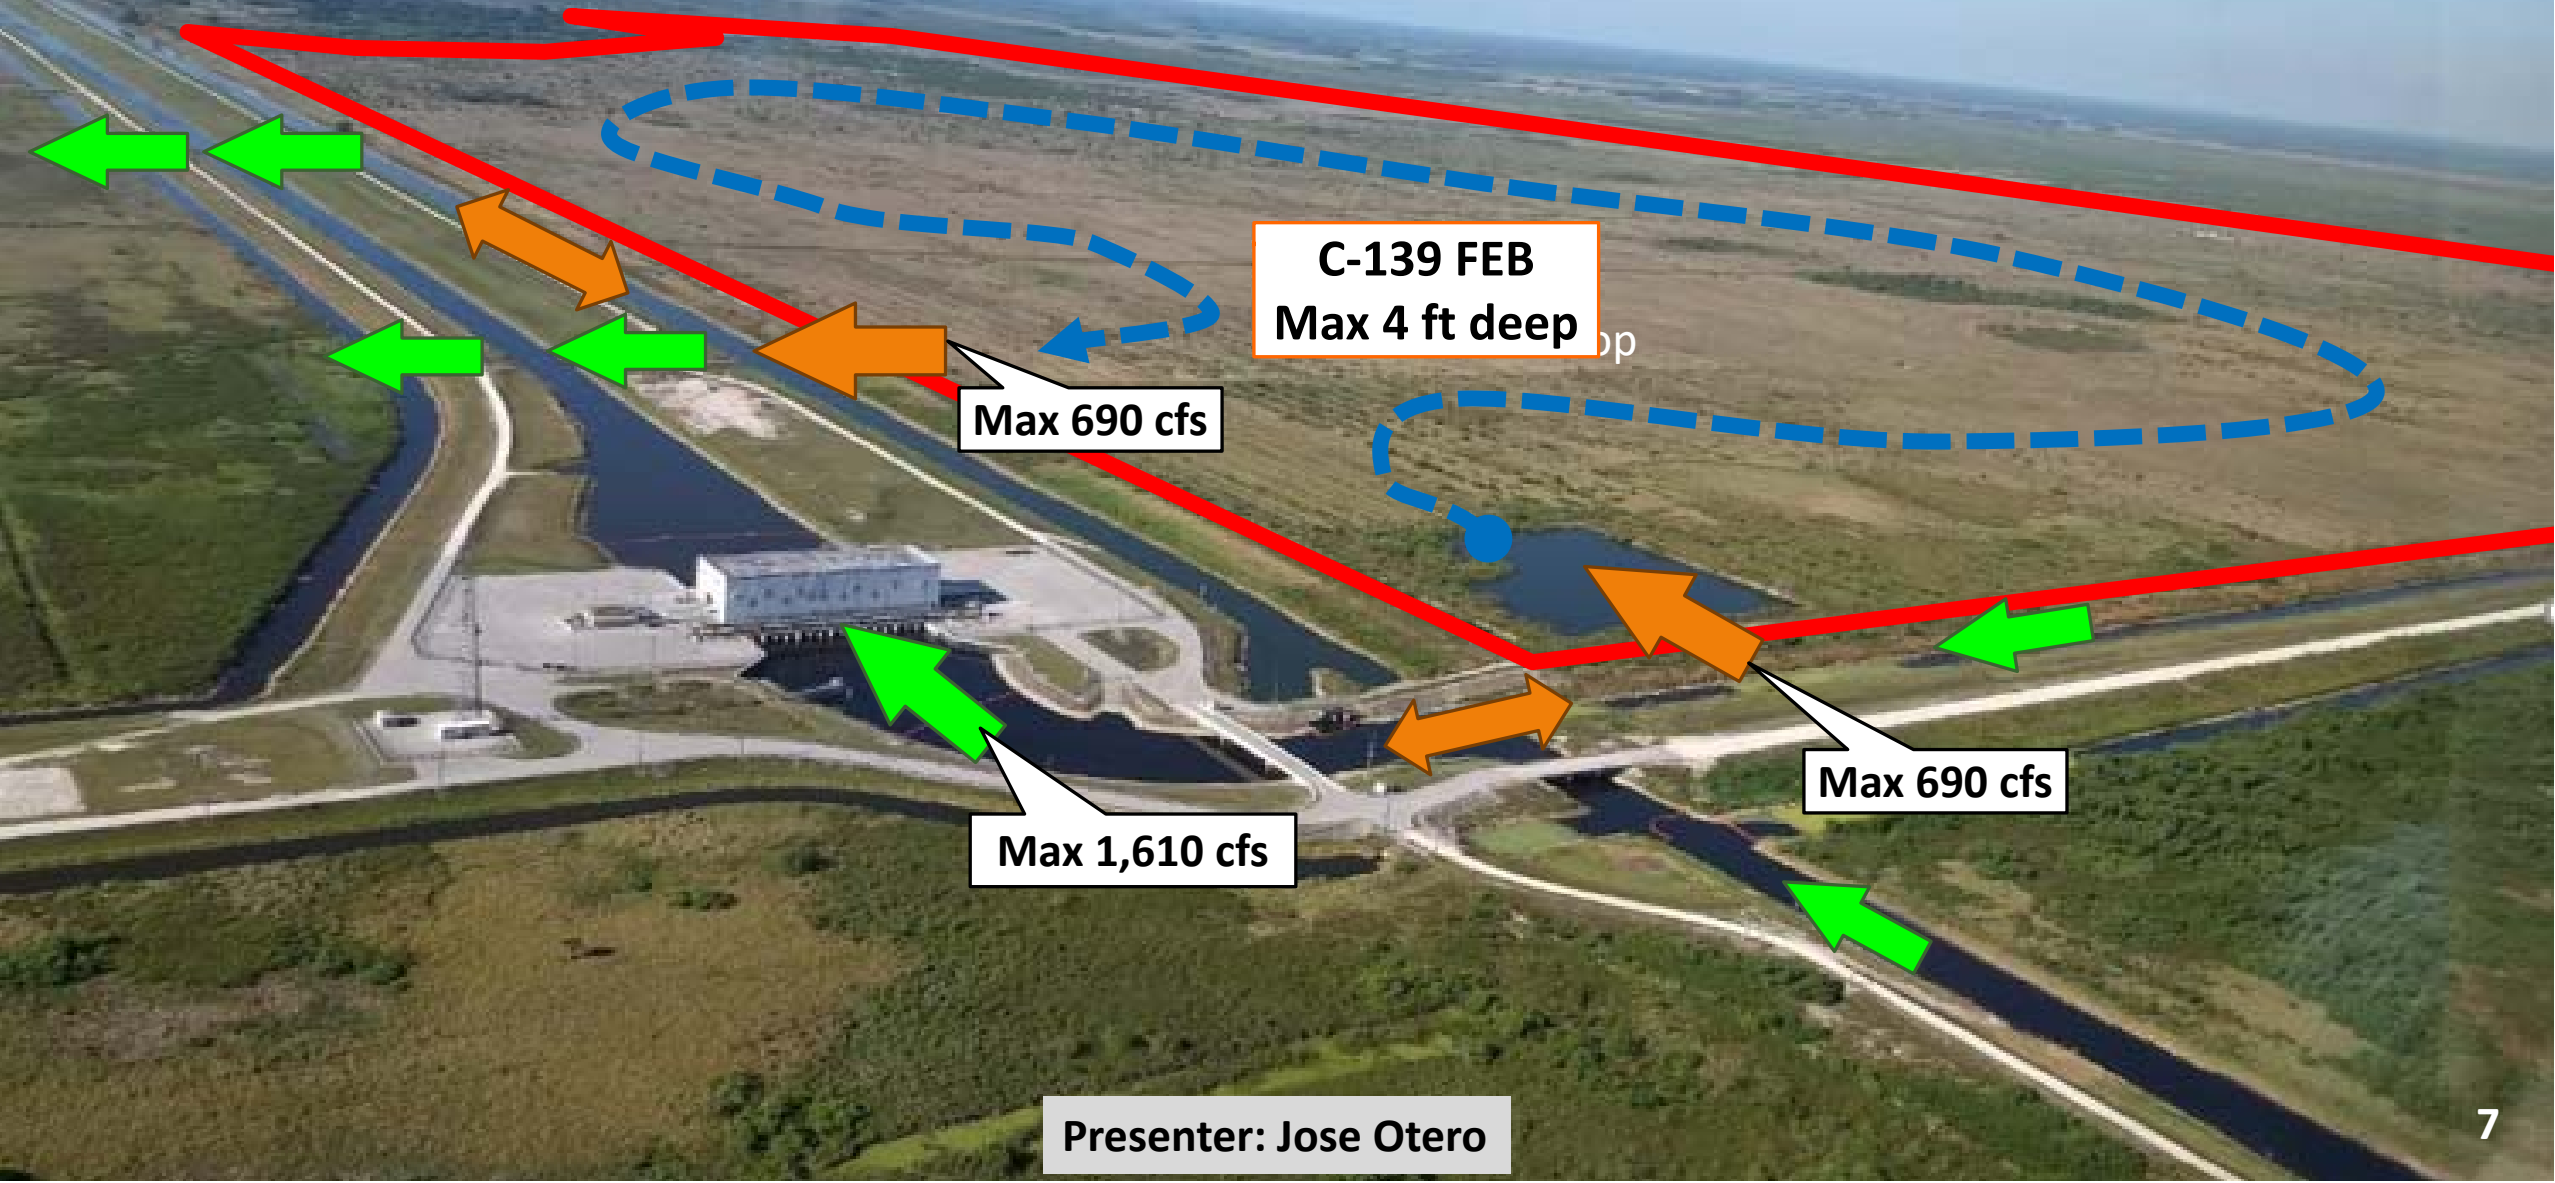 C-139 FEB
Max 4 ft deep
op
Max 690 cfs
Max 690 cfs
Max 1,610 cfs
Presenter: Jose Otero
7